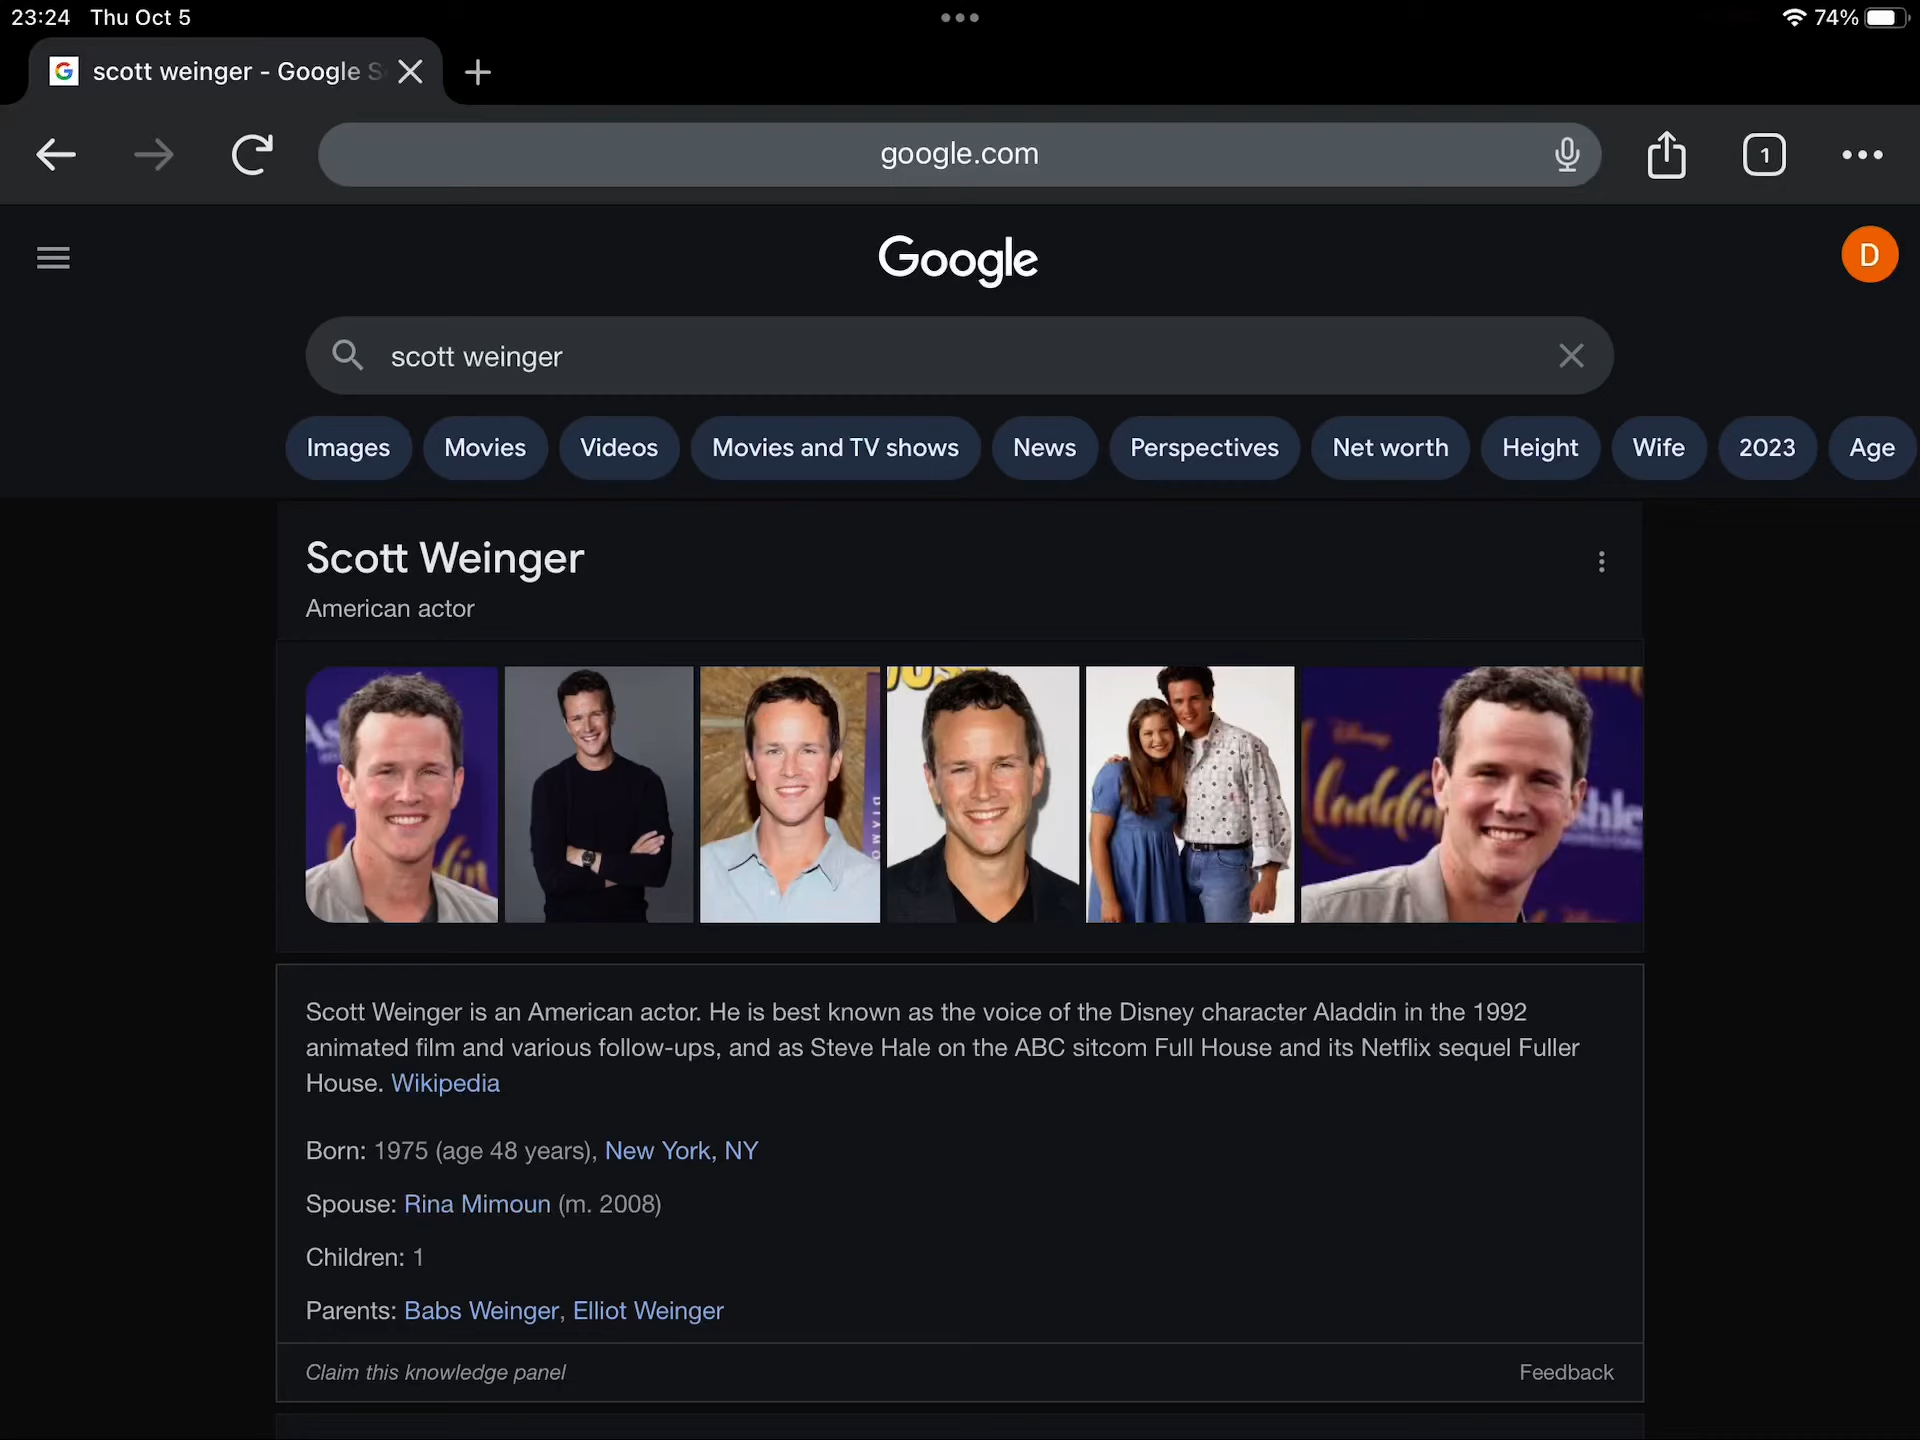 23:24 Thu Oct 5
74%
scott weinger - Google S
google.com
1
Google
D
scott weinger
Images
Movies
Videos
Movies and TV shows
News
Perspectives
Net worth
Height
Wife
2023
Age
Scott Weinger
American actor
Scott Weinger is an American actor. He is best known as the voice of the Disney character Aladdin in the 1992
animated film and various follow-ups, and as Steve Hale on the ABC sitcom Full House and its Netflix sequel Fuller
House. Wikipedia
Born: 1975 (age 48 years), New York, NY
Spouse: Rina Mimoun (m. 2008)
Children: 1
Parents: Babs Weinger, Elliot Weinger
Claim this knowledge panel
Feedback